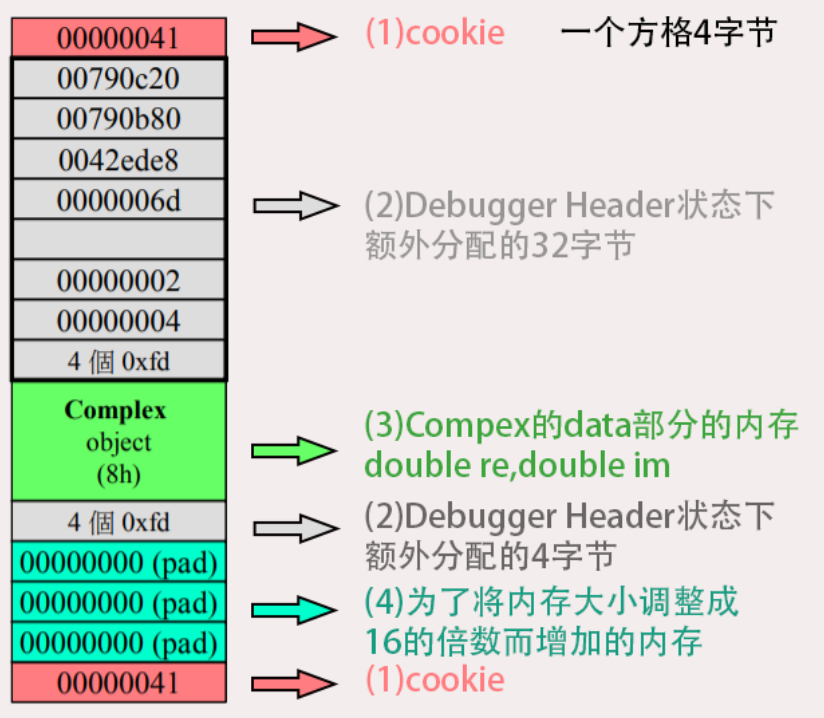 00000041
(1)cookie
一个方格4字节
00790c20
00790b80
0042ede8
0000006d
(2)Debugger Header状态下
额外分配的32字节
00000002
00000004
4 個 0xfd
Complex
object
(8h)
(3)Compex的data部分的内存
double re,double im
4 個 0xfd
(2)Debugger Header状态下
额外分配的4字节
00000000 (pad)
00000000 (pad)
00000000 (pad)
(4)为了将内存大小调整成
16的倍数而增加的内存
00000041
(1)cookie